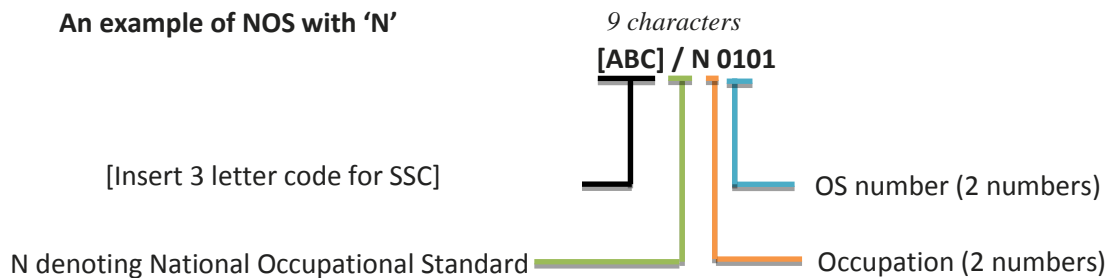 An example of NOS with ‘N’
9 characters
[ABC] / N 0101
[Insert 3 letter code for SSC]
OS number (2 numbers)
N denoting National Occupational Standard
Occupation (2 numbers)